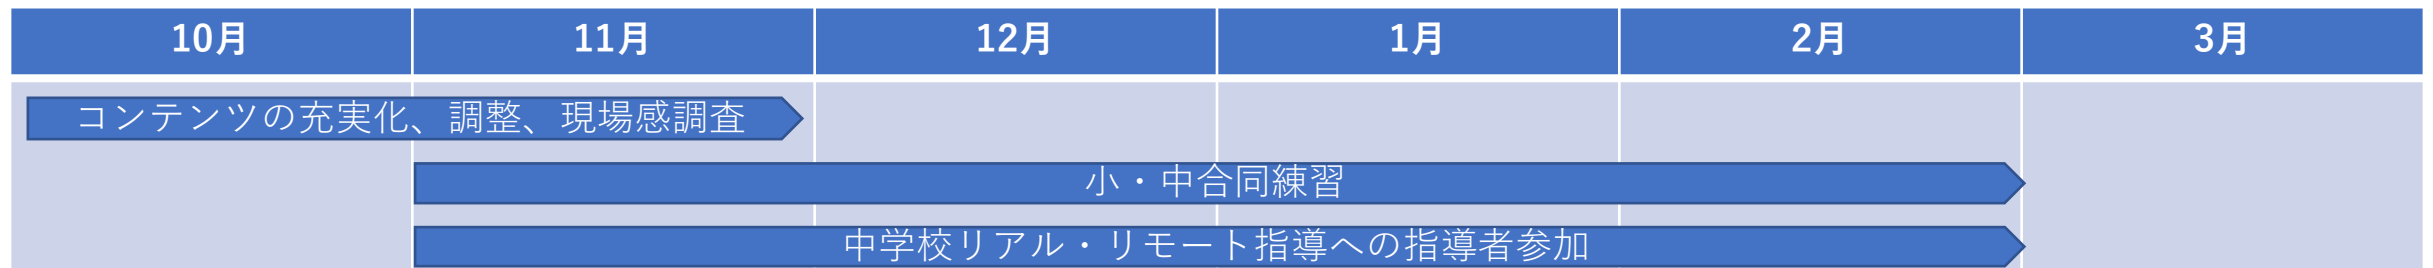 10月 11月 12月 1月 2月 3月
コンテンツの充実化、調整、現場感調査
小・中合同練習
中学校リアル・リモート指導への指導者参加